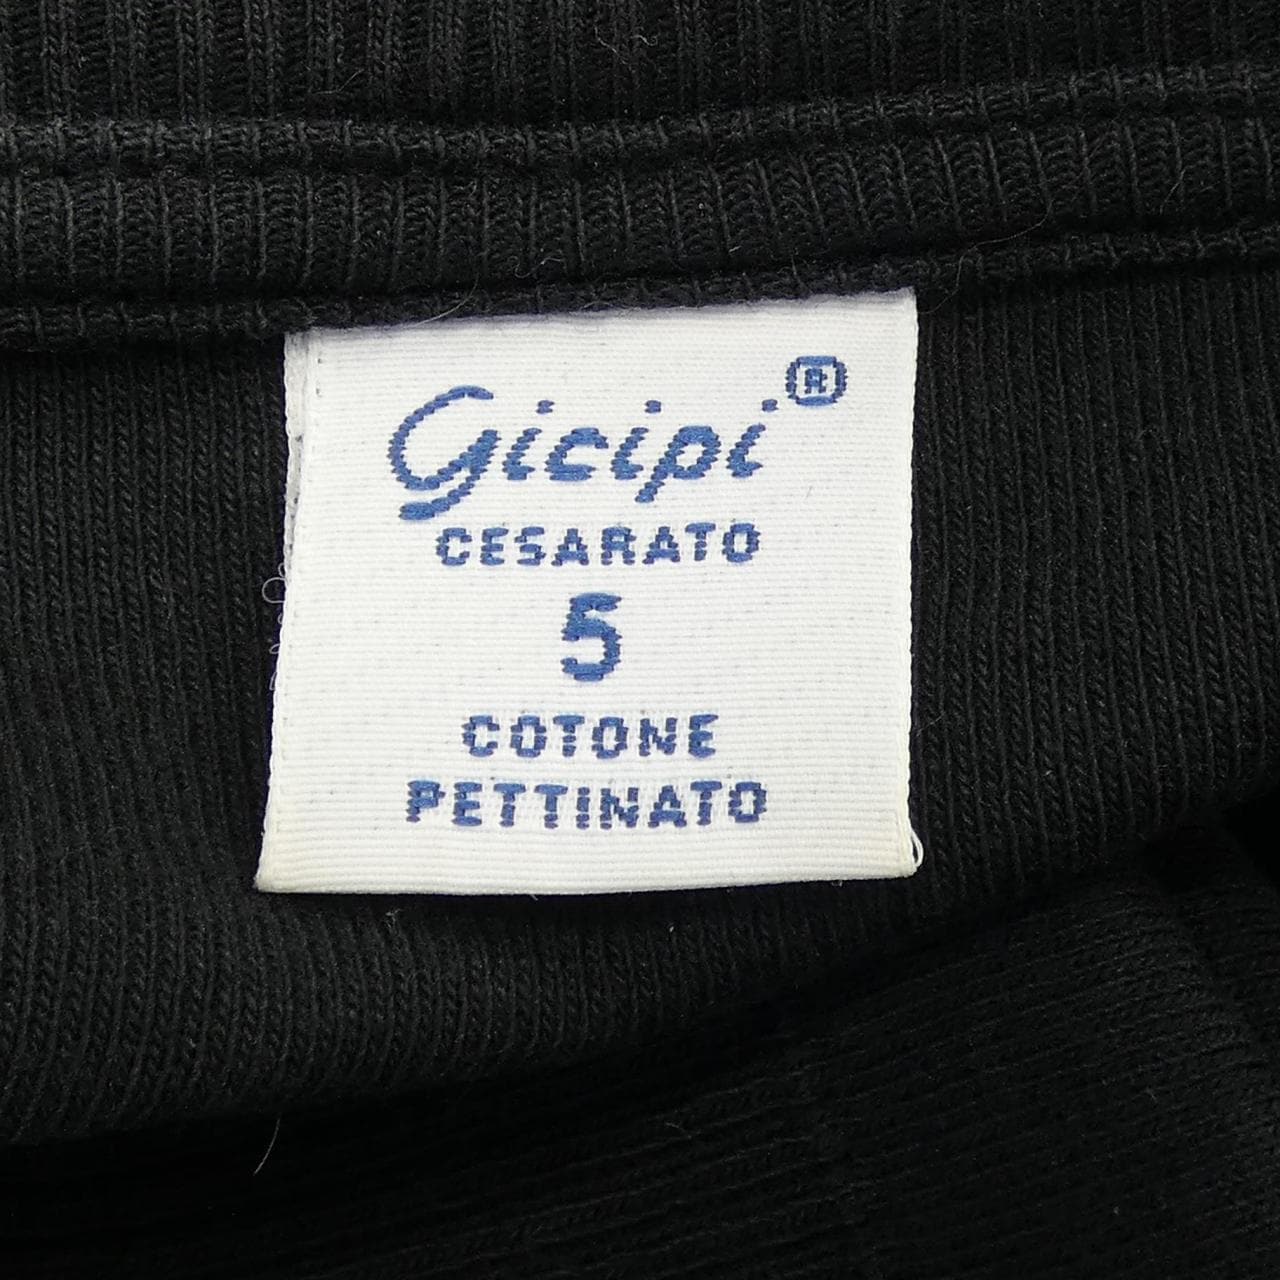 Gicipi®
CESARATO
5
COTONE
PETTINATO